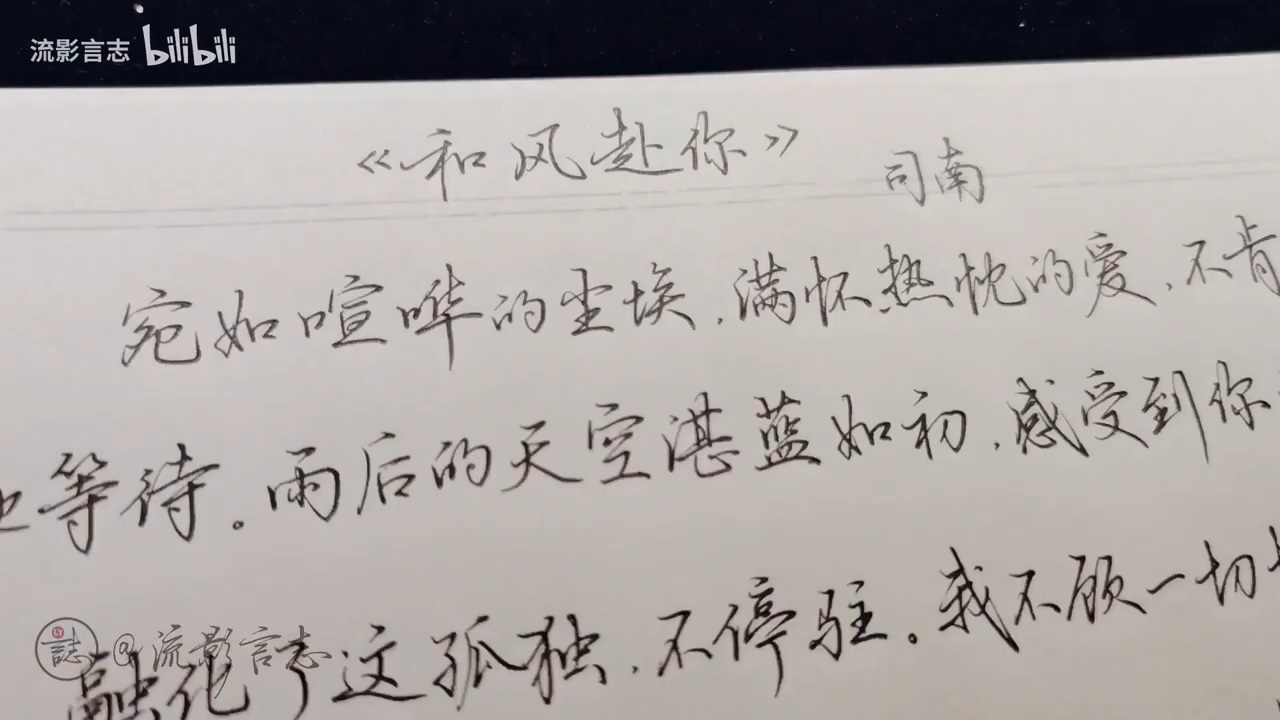 流影言志 bilibili
《和风赴你》 司南
宛如喧哗的尘埃，满怀热忱的爱，不肯
等待。雨后的天空湛蓝如初，感受到你
融化了这孤独，不停驻。我不顾一切
誌 @流影言志